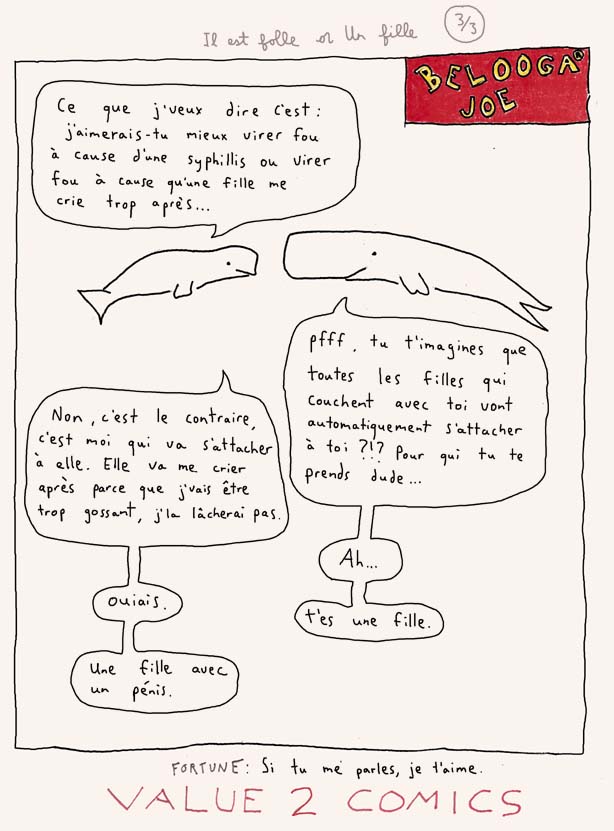 Il est folle or Un fille 3/3
BELOOGA®
JOE
Ce que j'veux dire c'est :
j'aimerais-tu mieux virer fou
à cause d'une syphillis ou virer
fou à cause qu'une fille me
crie trop après...
pfff, tu t'imagines que
toutes les filles qui
couchent avec toi vont
automatiquement s'attacher
à toi ?!? Pour qui tu te
prends dude...
Non, c'est le contraire,
c'est moi qui va s'attacher
à elle. Elle va me crier
après parce que j'vais être
trop gossant, j'la lâcherai pas.
Ah...
t'es une fille.
ouiais.
Une fille avec
un pénis.
FORTUNE: Si tu me parles, je t'aime.
VALUE 2 COMICS